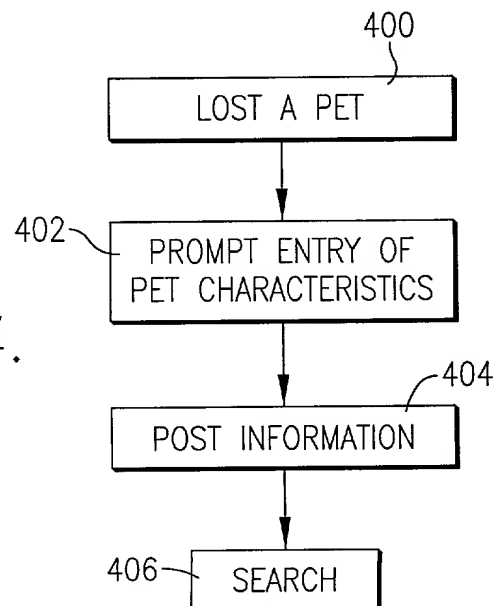 400
LOST A PET
402
PROMPT ENTRY OF
PET CHARACTERISTICS
404
POST INFORMATION
406
SEARCH